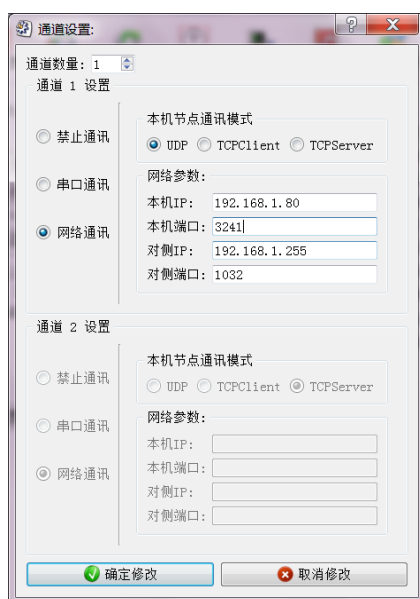 通道设置:
通道数量: 1
通道 1 设置
禁止通讯
串口通讯
网络通讯
本机节点通讯模式
UDP TCPClient TCPServer
网络参数:
本机IP: 192.168.1.80
本机端口: 3241
对侧IP: 192.168.1.255
对侧端口: 1032
通道 2 设置
禁止通讯
串口通讯
网络通讯
本机节点通讯模式
UDP TCPClient TCPServer
网络参数:
本机IP:
本机端口:
对侧IP:
对侧端口:
确定修改 取消修改